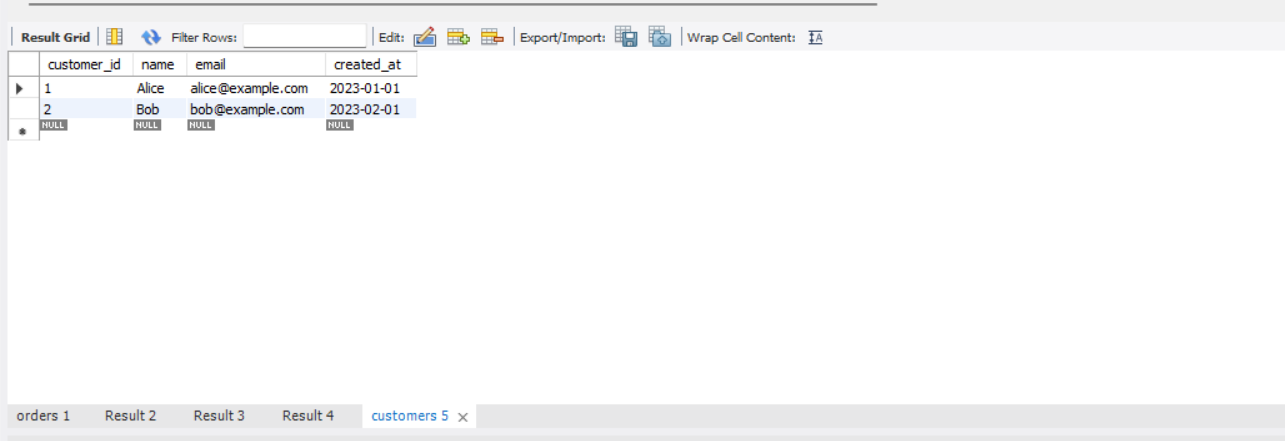 Result Grid Filter Rows: Edit: Export/Import: Wrap Cell Content: IA
customer_id name email created_at
1 Alice alice@example.com 2023-01-01
2 Bob bob@example.com 2023-02-01
NULL NULL NULL NULL
orders 1 Result 2 Result 3 Result 4 customers 5